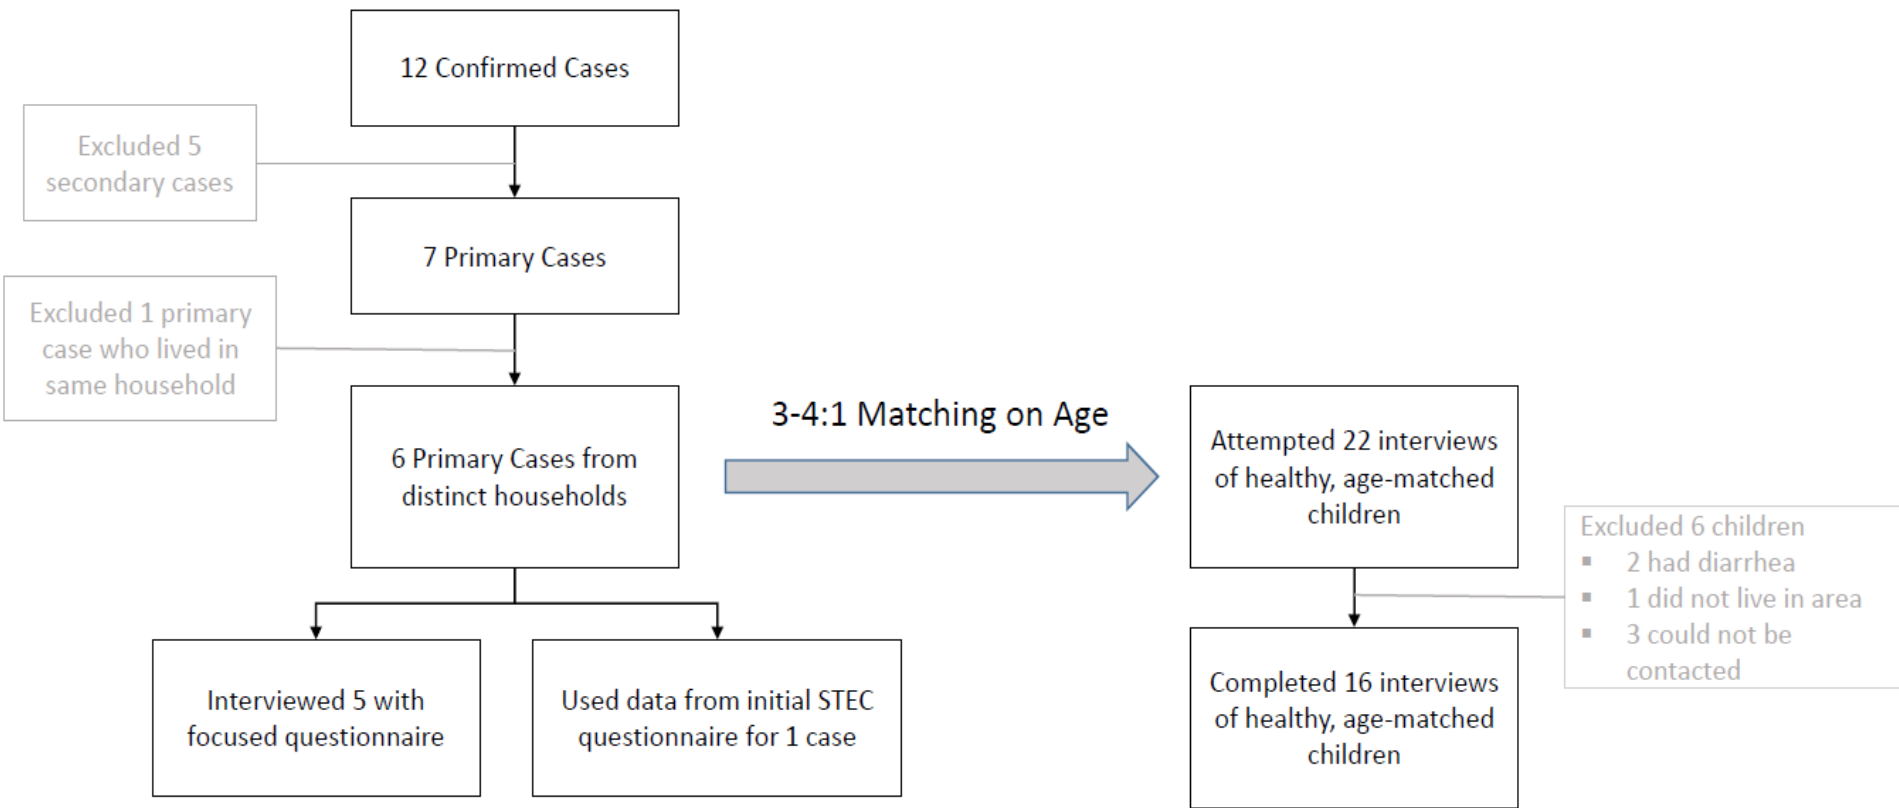 12 Confirmed Cases
Excluded 5
secondary cases
7 Primary Cases
Excluded 1 primary
case who lived in
same household
6 Primary Cases from
distinct households
3-4:1 Matching on Age
Attempted 22 interviews
of healthy, age-matched
children
Excluded 6 children
▪ 2 had diarrhea
▪ 1 did not live in area
▪ 3 could not be
contacted
Interviewed 5 with
focused questionnaire
Used data from initial STEC
questionnaire for 1 case
Completed 16 interviews
of healthy, age-matched
children